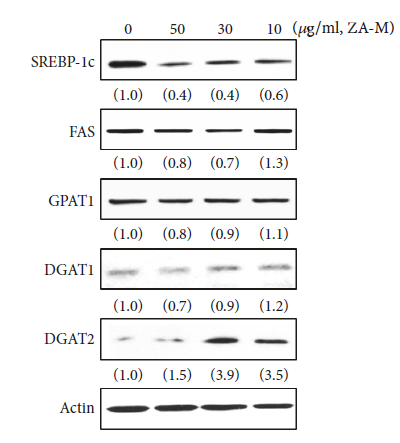 0 50 30 10 (μg/ml, ZA-M)
SREBP-1c
(1.0) (0.4) (0.4) (0.6)
FAS
(1.0) (0.8) (0.7) (1.3)
GPAT1
(1.0) (0.8) (0.9) (1.1)
DGAT1
(1.0) (0.7) (0.9) (1.2)
DGAT2
(1.0) (1.5) (3.9) (3.5)
Actin